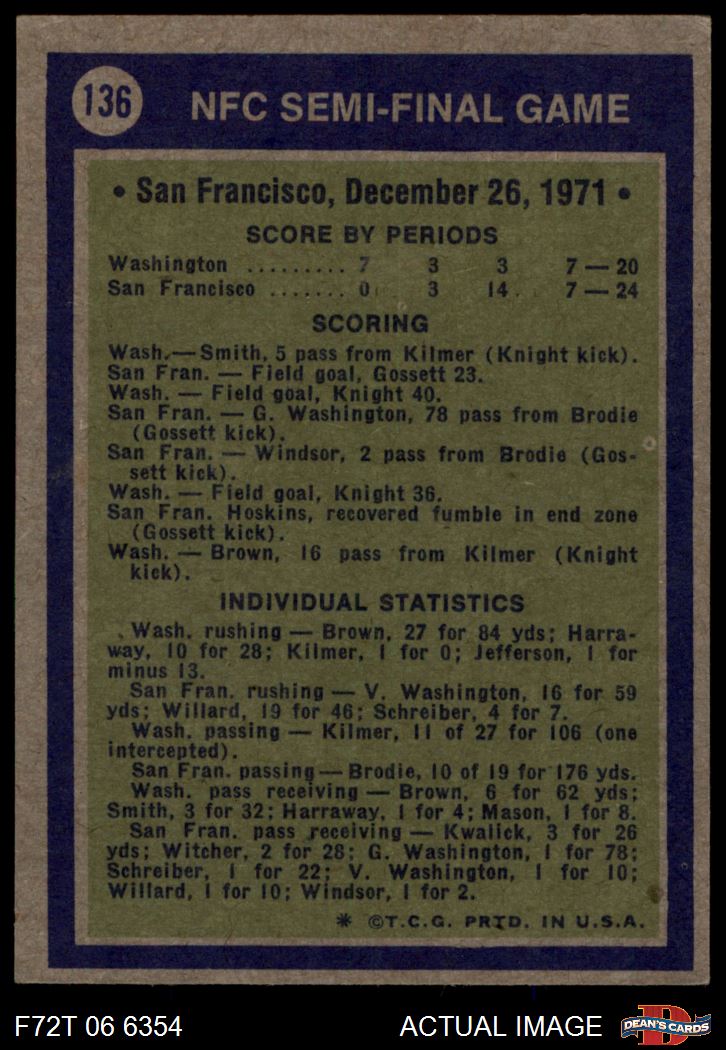 136
NFC SEMI-FINAL GAME
• San Francisco, December 26, 1971 •
SCORE BY PERIODS
Washington ......... 7 3 3 7 — 20
San Francisco ....... 0 3 14 7 — 24
SCORING
Wash.—Smith, 5 pass from Kilmer (Knight kick).
San Fran. — Field goal, Gossett 23.
Wash. — Field goal, Knight 40.
San Fran. — G. Washington, 78 pass from Brodie
(Gossett kick).
San Fran. — Windsor, 2 pass from Brodie (Gos-
sett kick).
Wash. — Field goal, Knight 36.
San Fran. Hoskins, recovered fumble in end zone
(Gossett kick).
Wash. — Brown, 16 pass from Kilmer (Knight
kick).
INDIVIDUAL STATISTICS
Wash. rushing — Brown, 27 for 84 yds; Harra-
way, 10 for 28; Kilmer, 1 for 0; Jefferson, 1 for
minus 13.
San Fran. rushing — V. Washington, 16 for 59
yds; Willard, 19 for 46; Schreiber, 4 for 7.
Wash. passing — Kilmer, 11 of 27 for 106 (one
intercepted).
San Fran. passing — Brodie, 10 of 19 for 176 yds.
Wash. pass receiving — Brown, 6 for 62 yds;
Smith, 3 for 32; Harraway, 1 for 4; Mason, 1 for 8.
San Fran. pass receiving — Kwalick, 3 for 26
yds; Witcher, 2 for 28; G. Washington, 1 for 78;
Schreiber, 1 for 22; V. Washington, 1 for 10;
Willard, 1 for 10; Windsor, 1 for 2.
* ©T.C.G. PRTD. IN U.S.A.
F72T 06 6354
ACTUAL IMAGE
D
DEAN'S CARDS